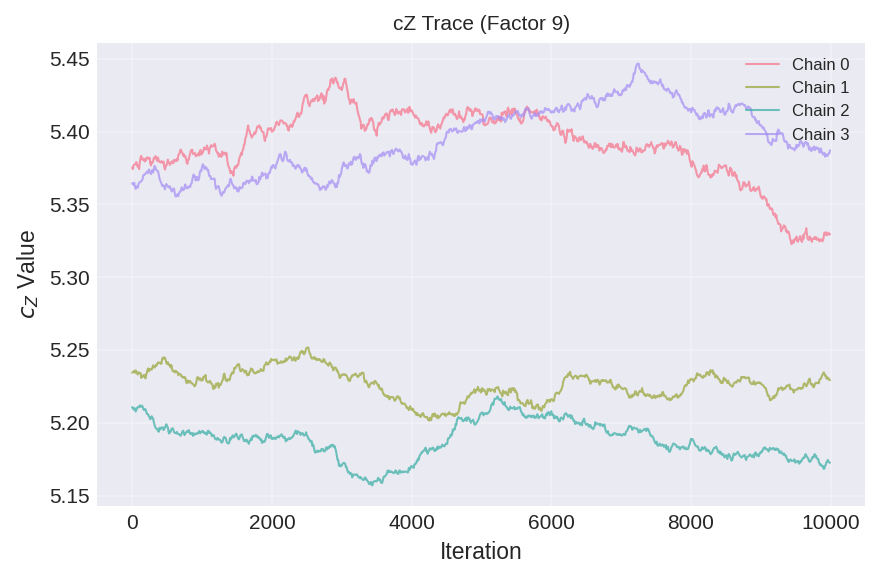 cZ Trace (Factor 9)
5.45
5.40
5.35
5.30
5.25
5.20
5.15
cZ Value
Chain 0
Chain 1
Chain 2
Chain 3
0 2000 4000 6000 8000 10000
Iteration